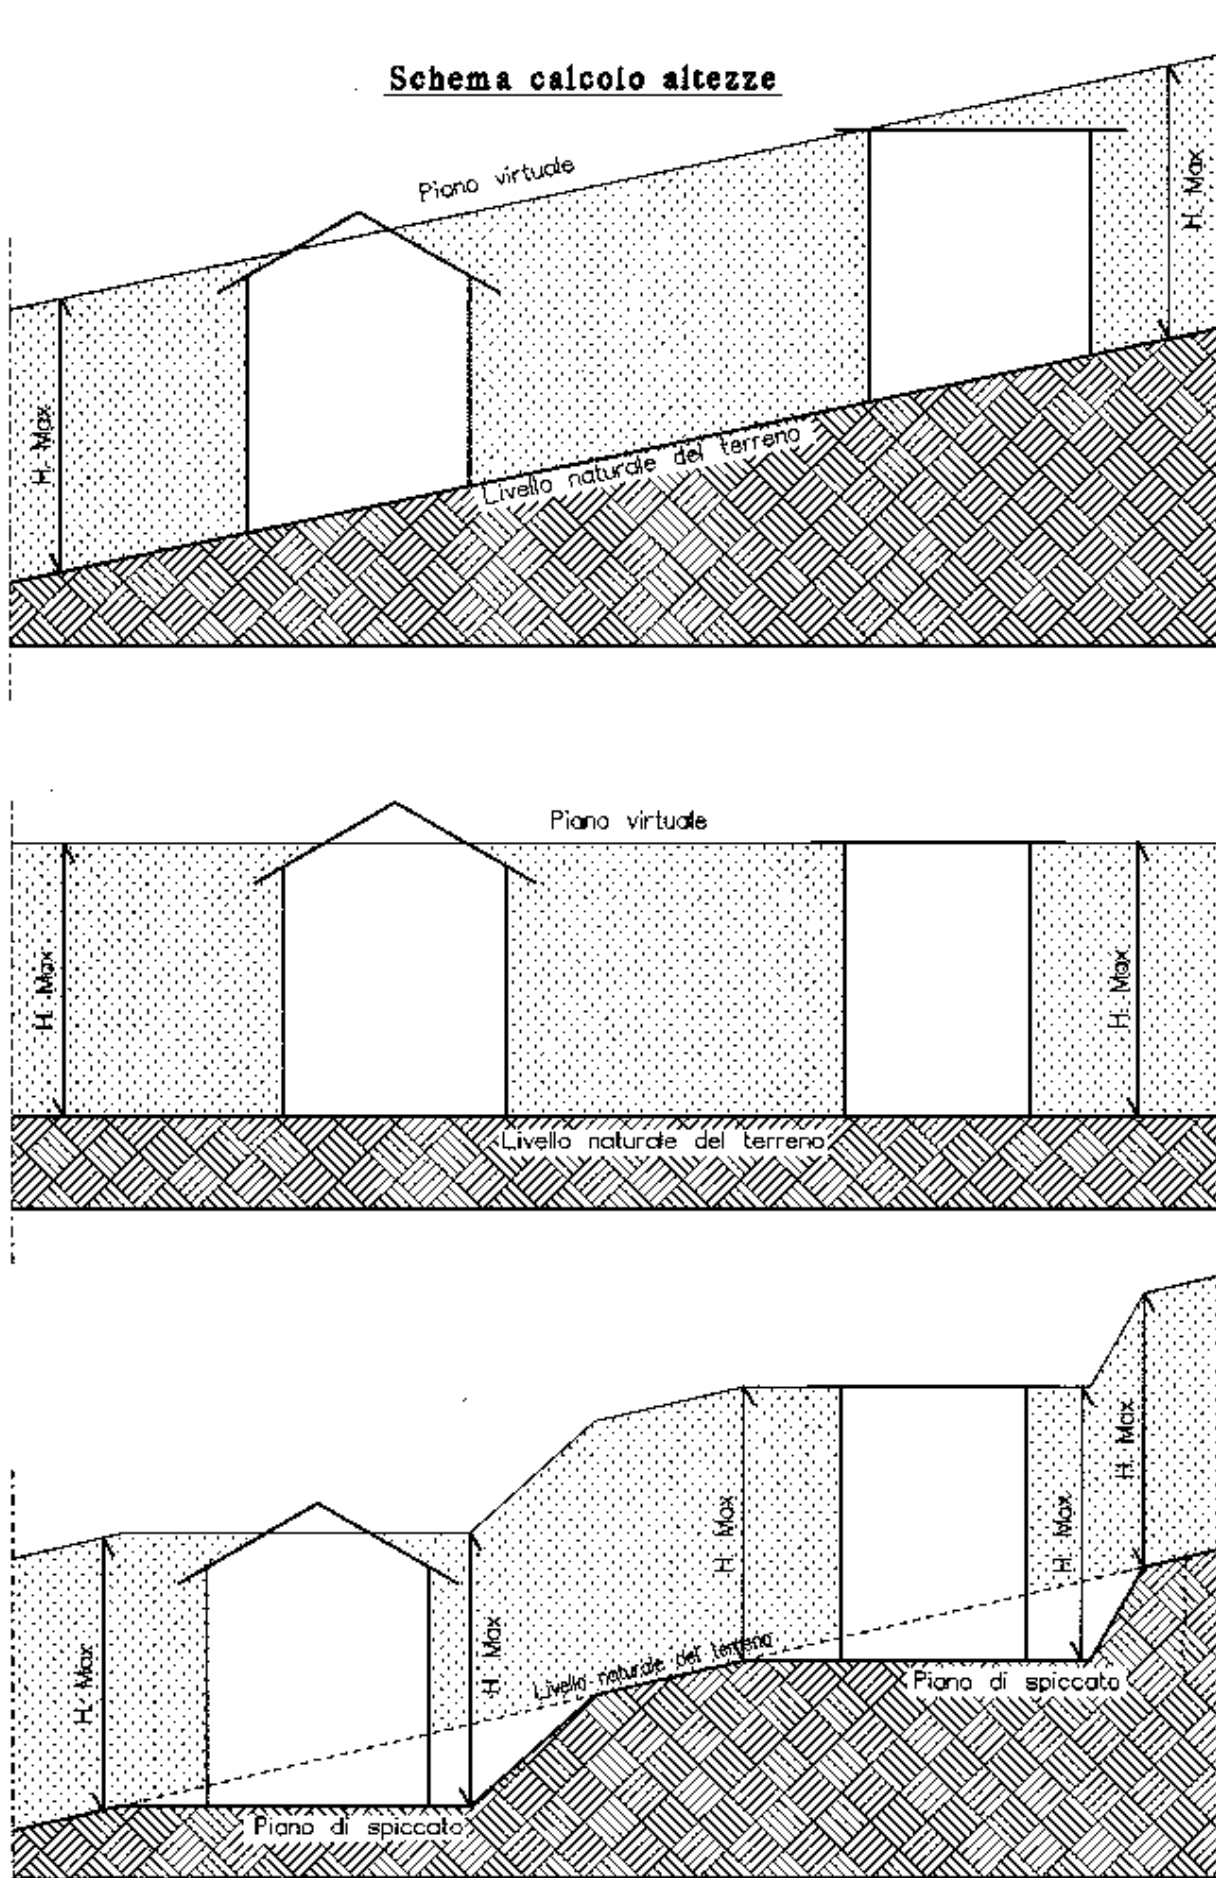 Schema calcolo altezze
Piano virtuale
H. Max
H. Max
Livello naturale del terreno
Piano virtuale
H. Max
H. Max
Livello naturale del terreno
H. Max
H. Max
H. Max
H. Max
H. Max
Livello naturale del terreno
Piano di spiccato
Piano di spiccato